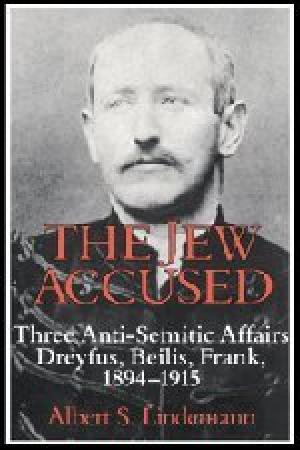 THE JEW
ACCUSED
Three Anti-Semitic Affairs
Dreyfus, Beilis, Frank,
1894–1915
Albert S. Lindemann